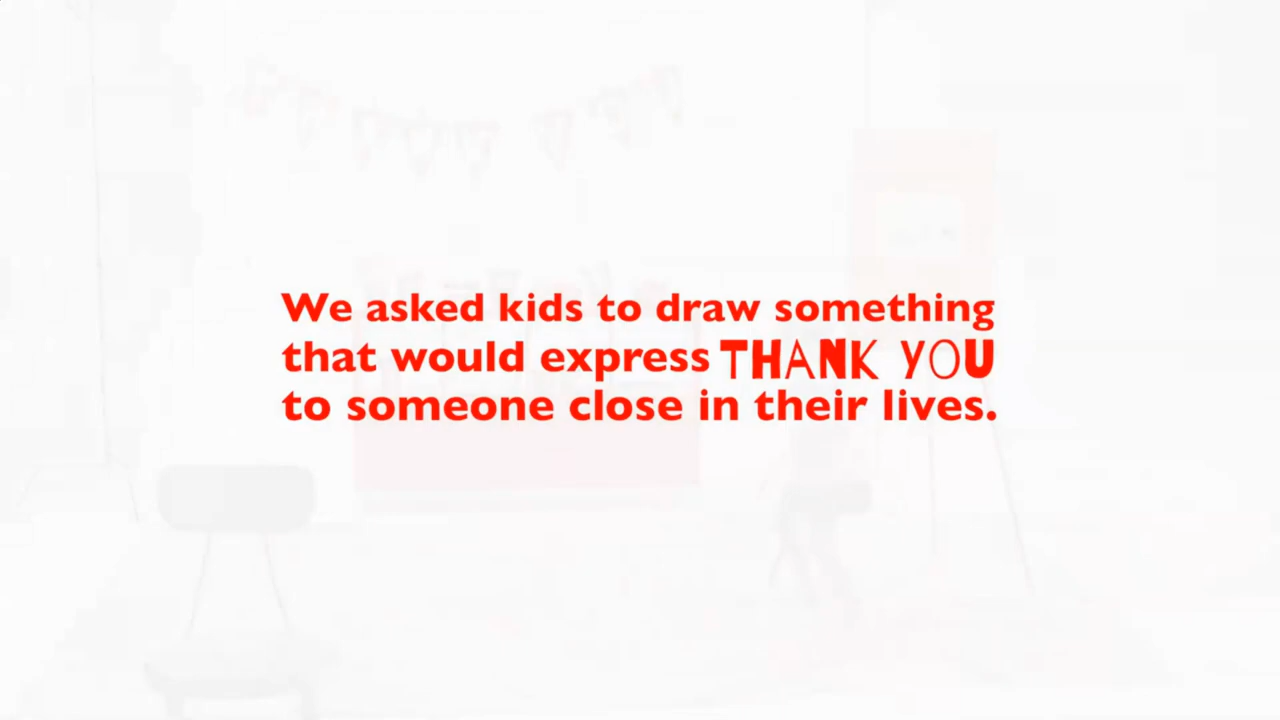 We asked kids to draw something
that would express THANK YOU
to someone close in their lives.